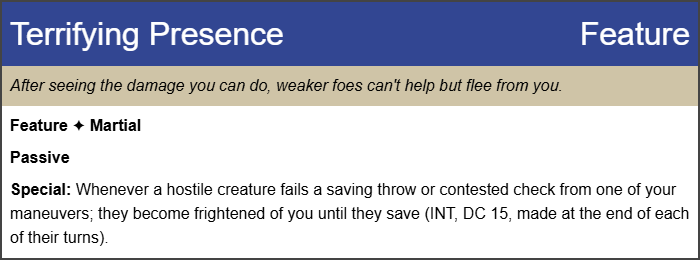 Terrifying Presence Feature
After seeing the damage you can do, weaker foes can't help but flee from you.
Feature ✦ Martial
Passive
Special: Whenever a hostile creature fails a saving throw or contested check from one of your
maneuvers; they become frightened of you until they save (INT, DC 15, made at the end of each
of their turns).